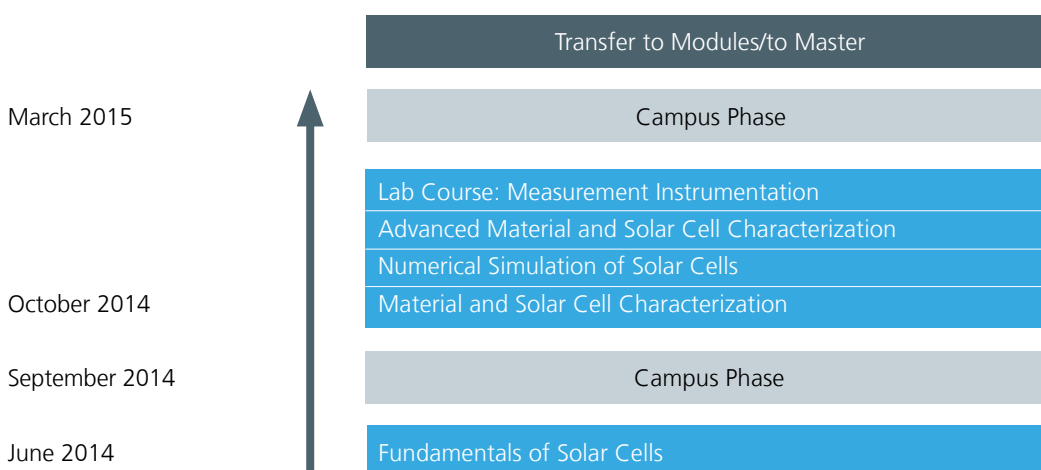 Transfer to Modules/to Master
March 2015
Campus Phase
Lab Course: Measurement Instrumentation
Advanced Material and Solar Cell Characterization
Numerical Simulation of Solar Cells
October 2014
Material and Solar Cell Characterization
September 2014
Campus Phase
June 2014
Fundamentals of Solar Cells